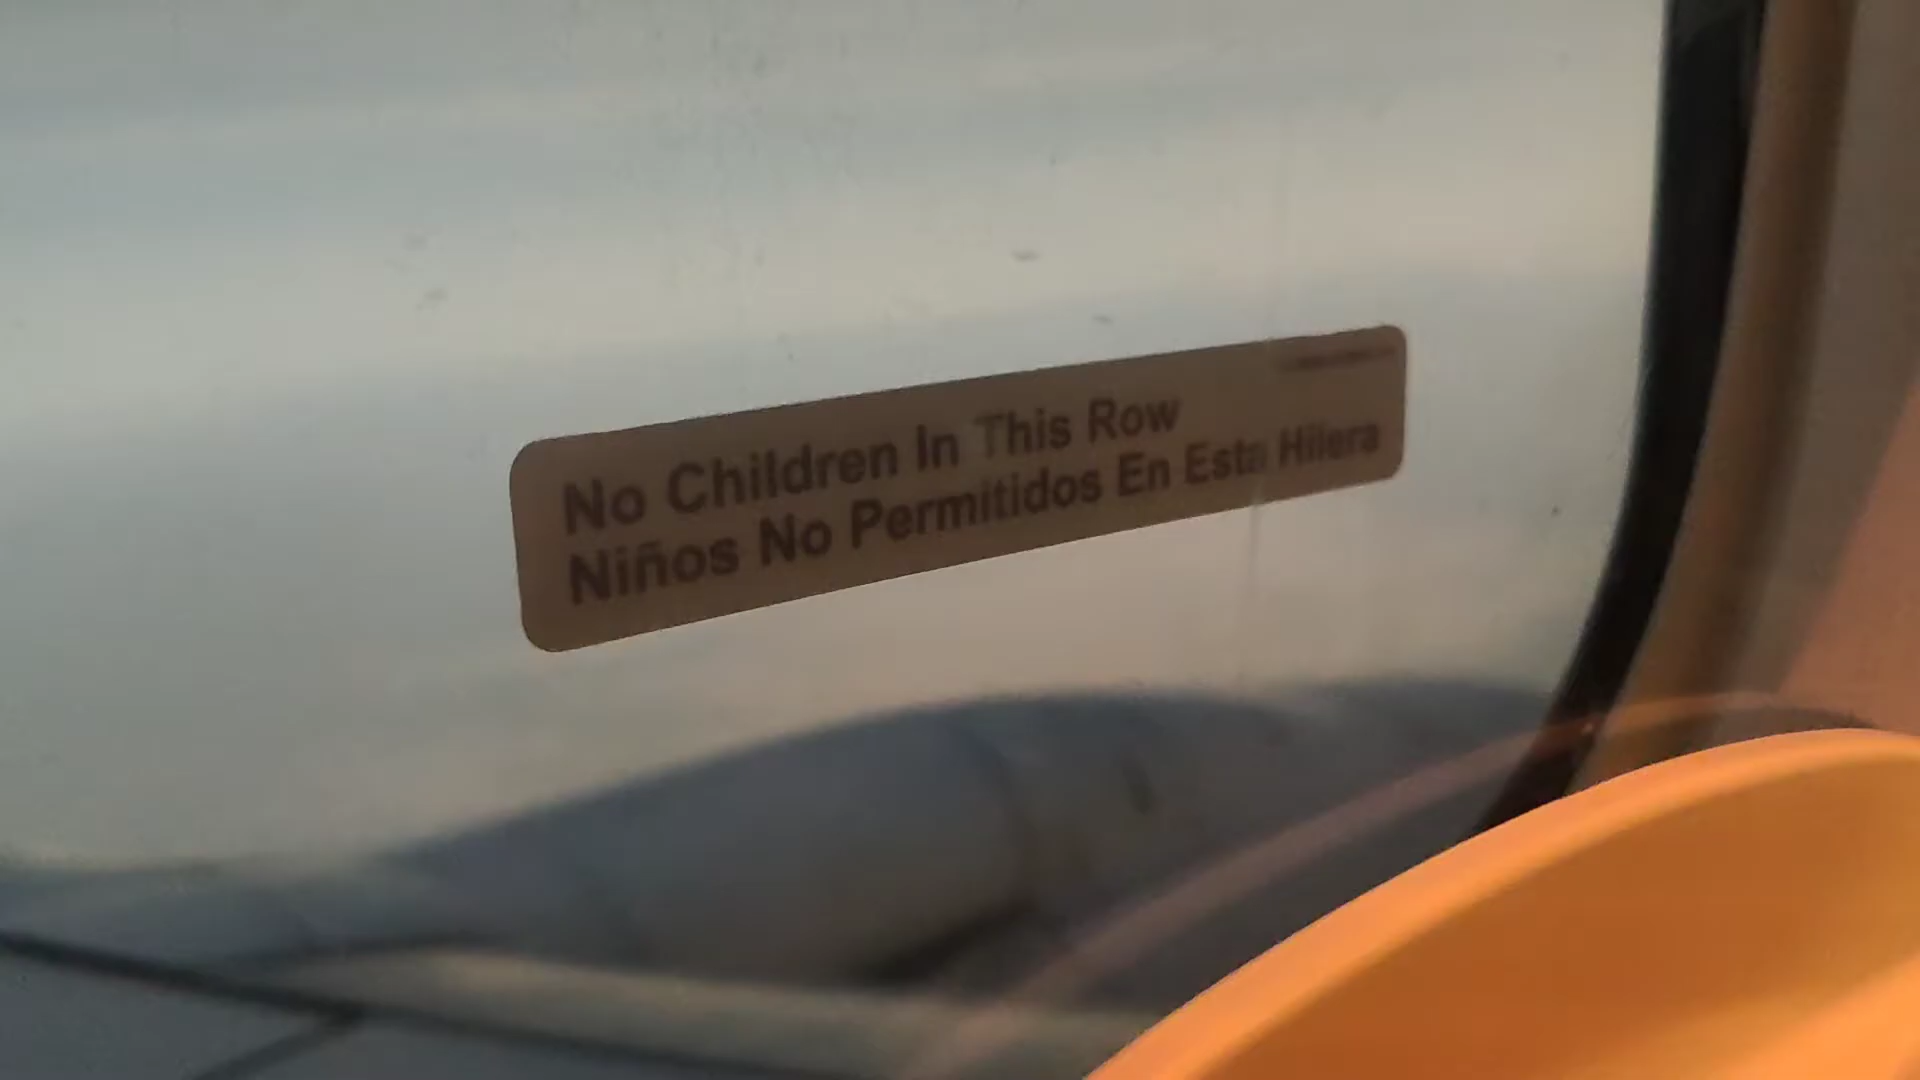 No Children In This Row
Niños No Permitidos En Esta Hilera